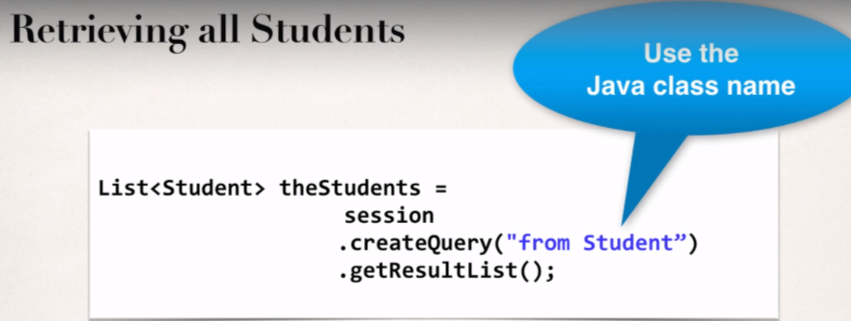 Retrieving all Students
Use the
Java class name
List<Student> theStudents =
session
.createQuery("from Student”)
.getResultList();